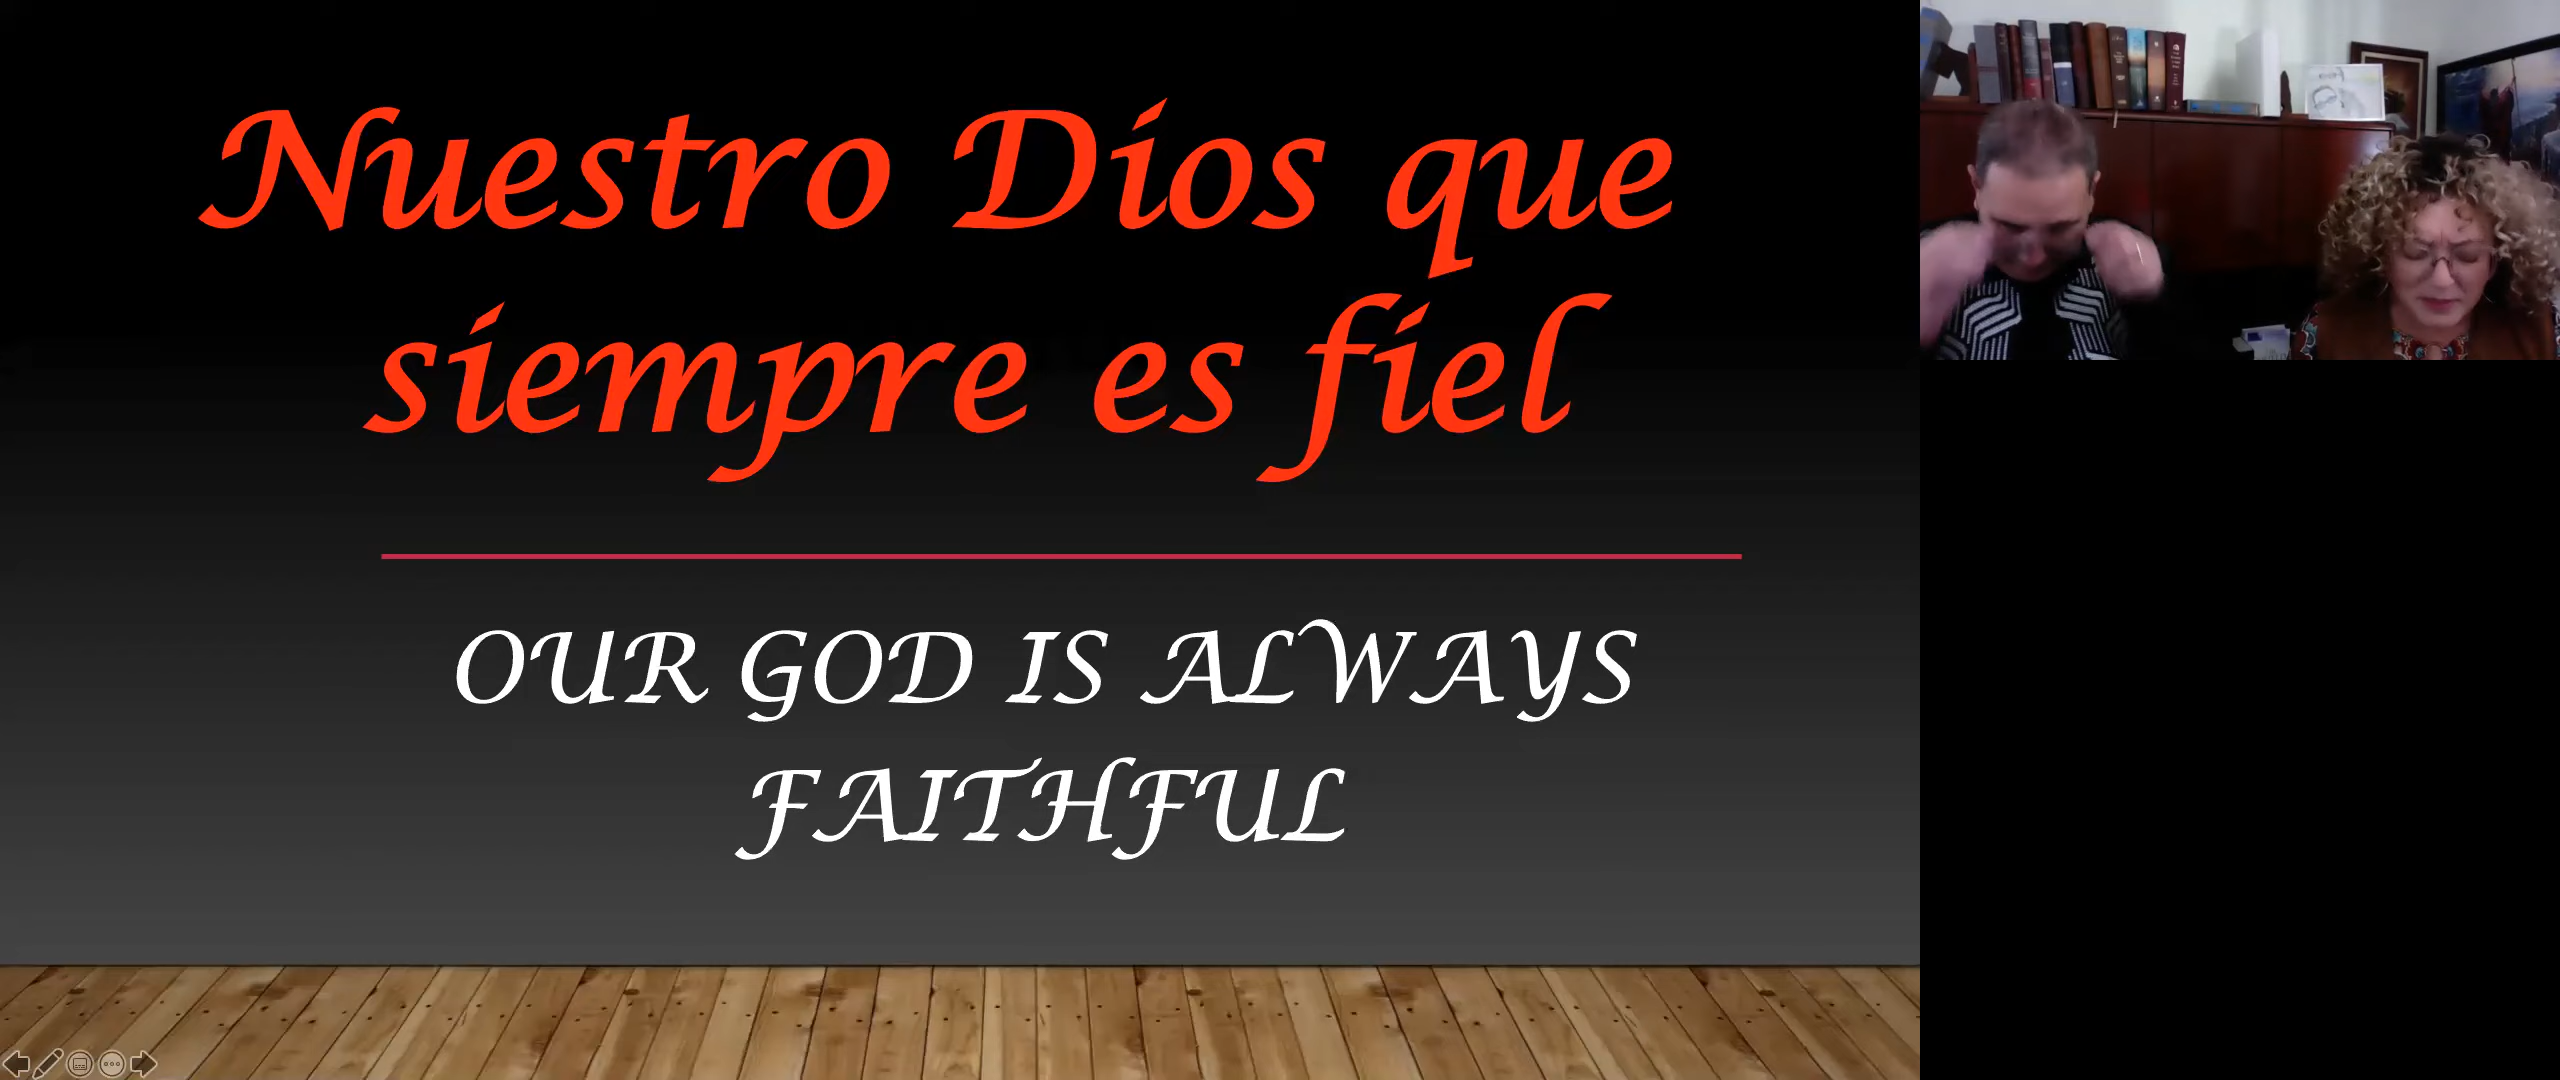 Nuestro Dios que
siempre es fiel
OUR GOD IS ALWAYS
FAITHFUL